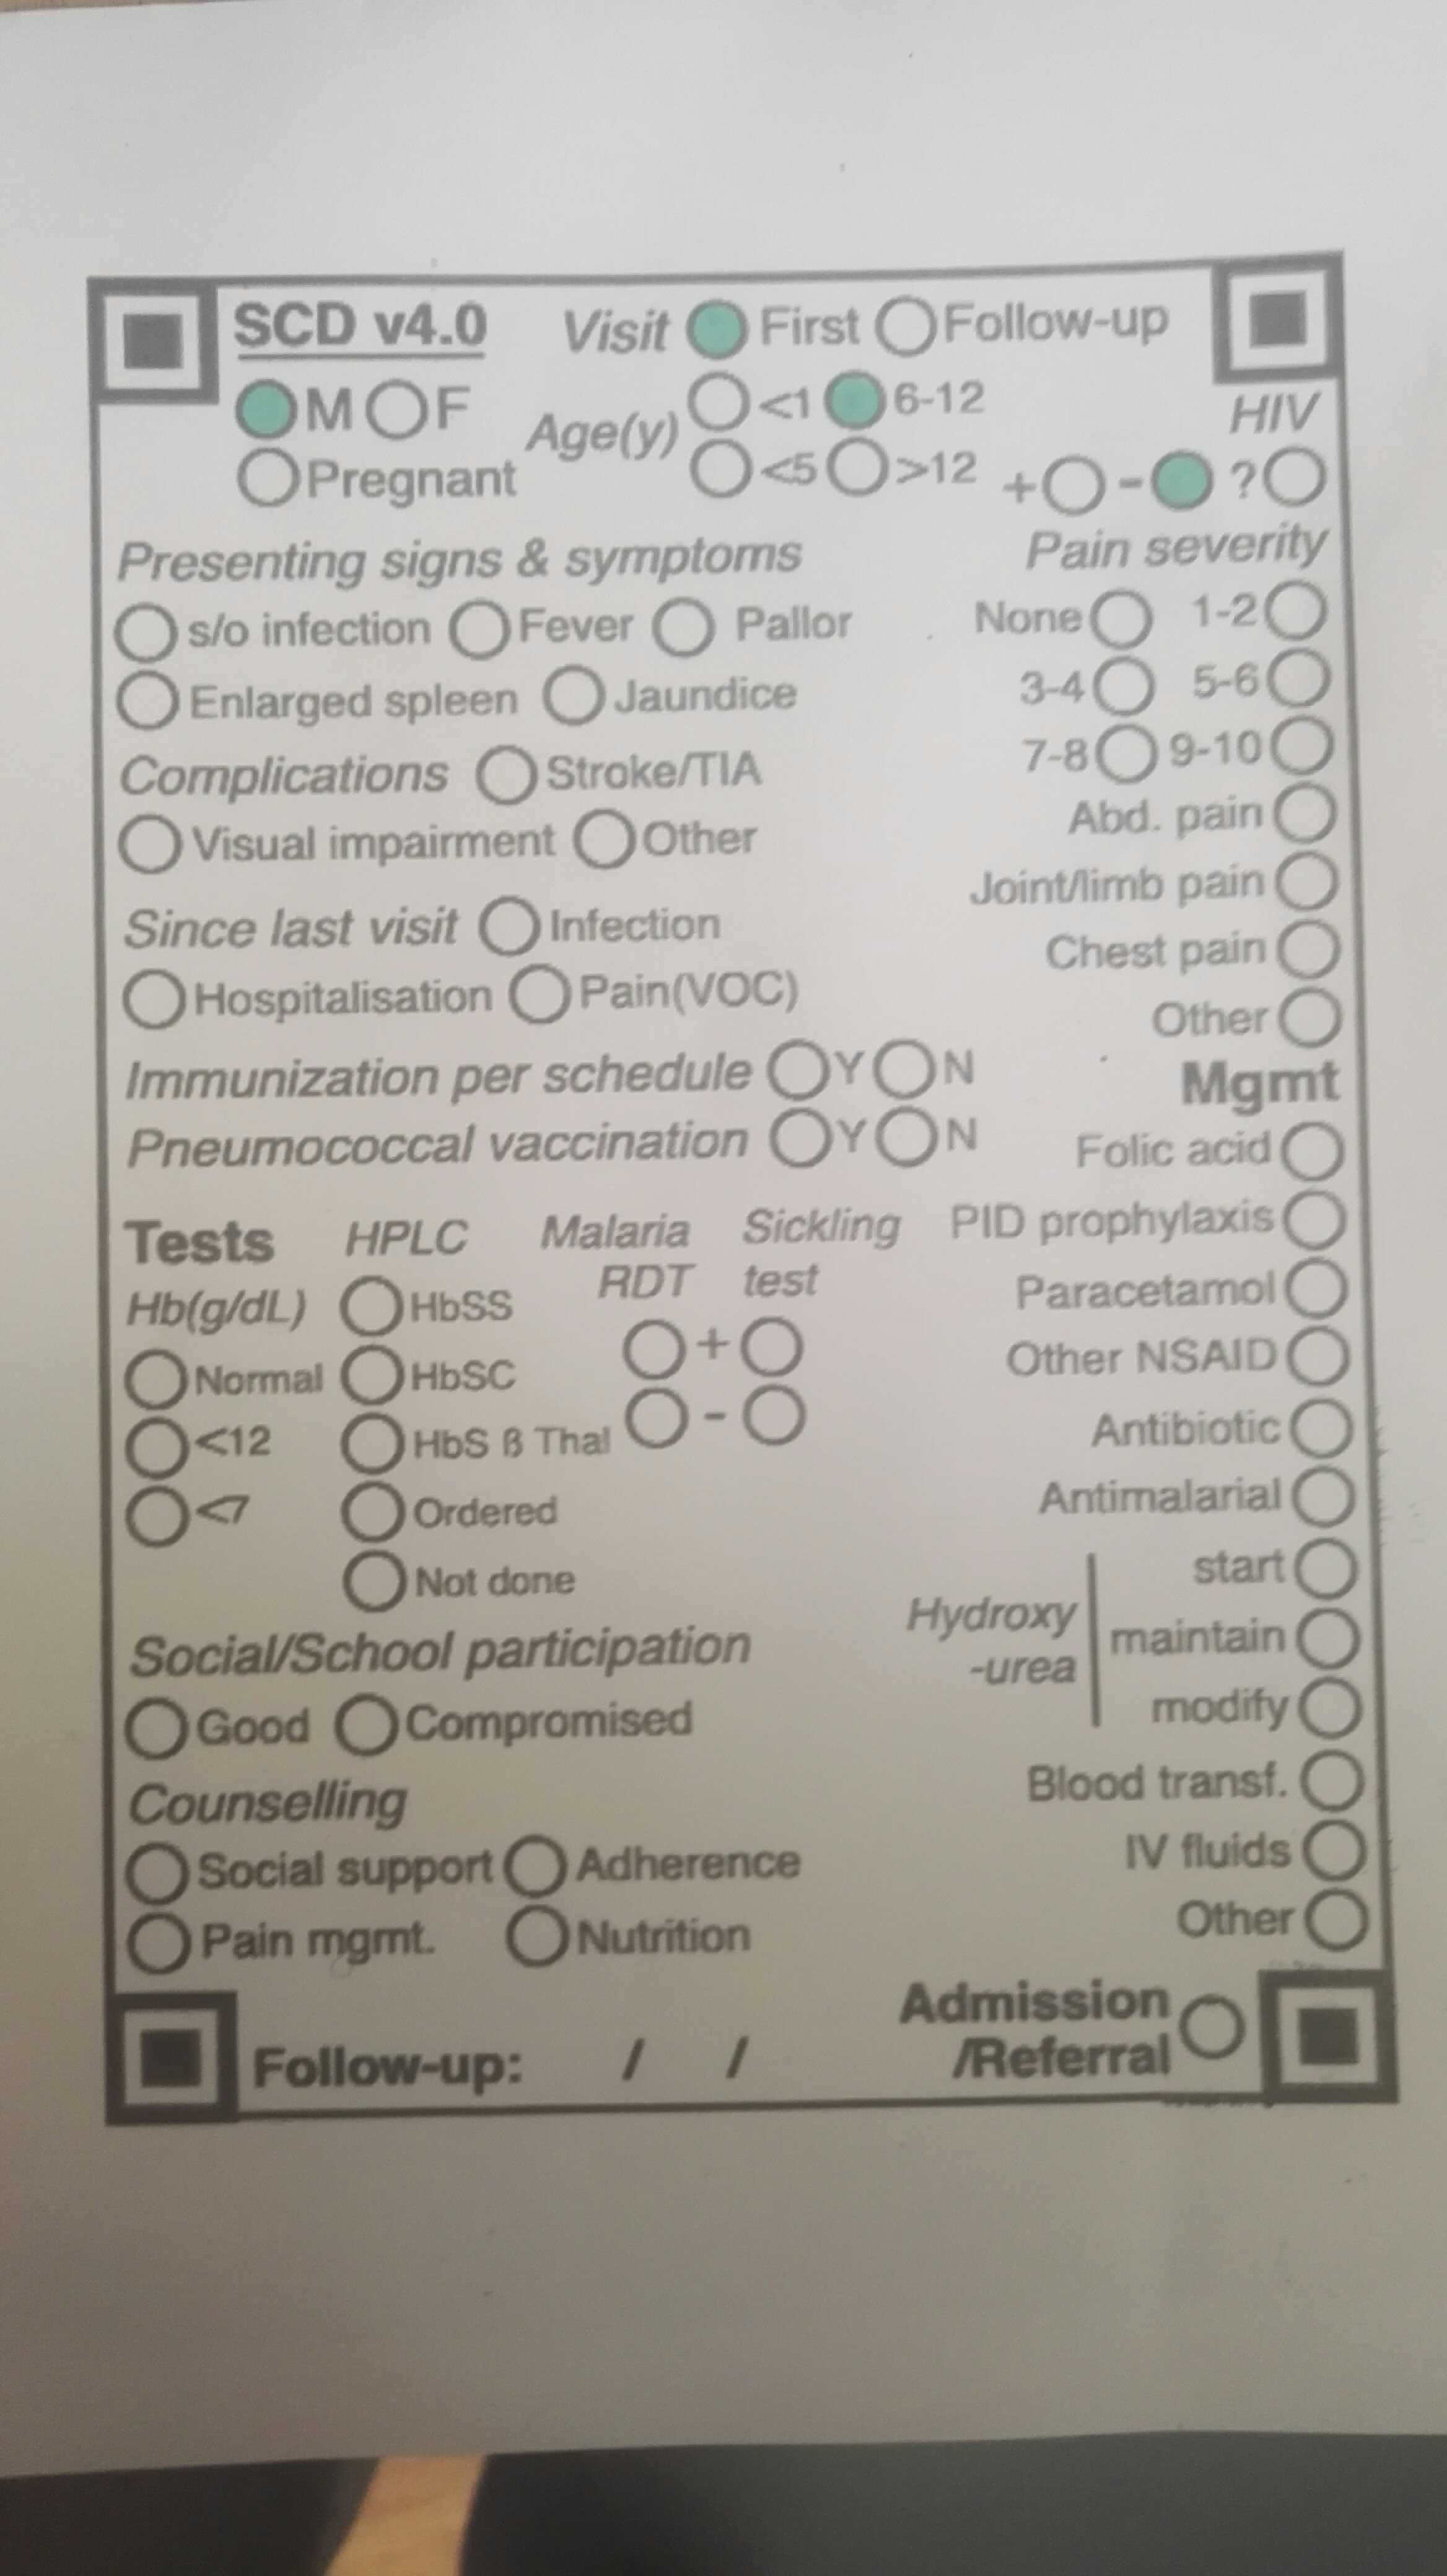 SCD v4.0 Visit First Follow-up
M F Age(y) <1 6-12 HIV
Pregnant <5 >12 + - ?
Presenting signs & symptoms Pain severity
s/o infection Fever Pallor None 1-2
Enlarged spleen Jaundice 3-4 5-6
Complications Stroke/TIA 7-8 9-10
Visual impairment Other Abd. pain
Joint/limb pain
Since last visit Infection Chest pain
Hospitalisation Pain(VOC) Other
Immunization per schedule Y N Mgmt
Pneumococcal vaccination Y N Folic acid
Tests HPLC Malaria Sickling PID prophylaxis
RDT test
Hb(g/dL) HbSS Paracetamol
Normal HbSC + Other NSAID
<12 HbS ß Thal - Antibiotic
<7 Ordered Antimalarial
Not done start
Hydroxy
-urea
maintain
Social/School participation modify
Good Compromised
Counselling Blood transf.
Social support Adherence IV fluids
Pain mgmt. Nutrition Other
Admission
/Referral
Follow-up: / /